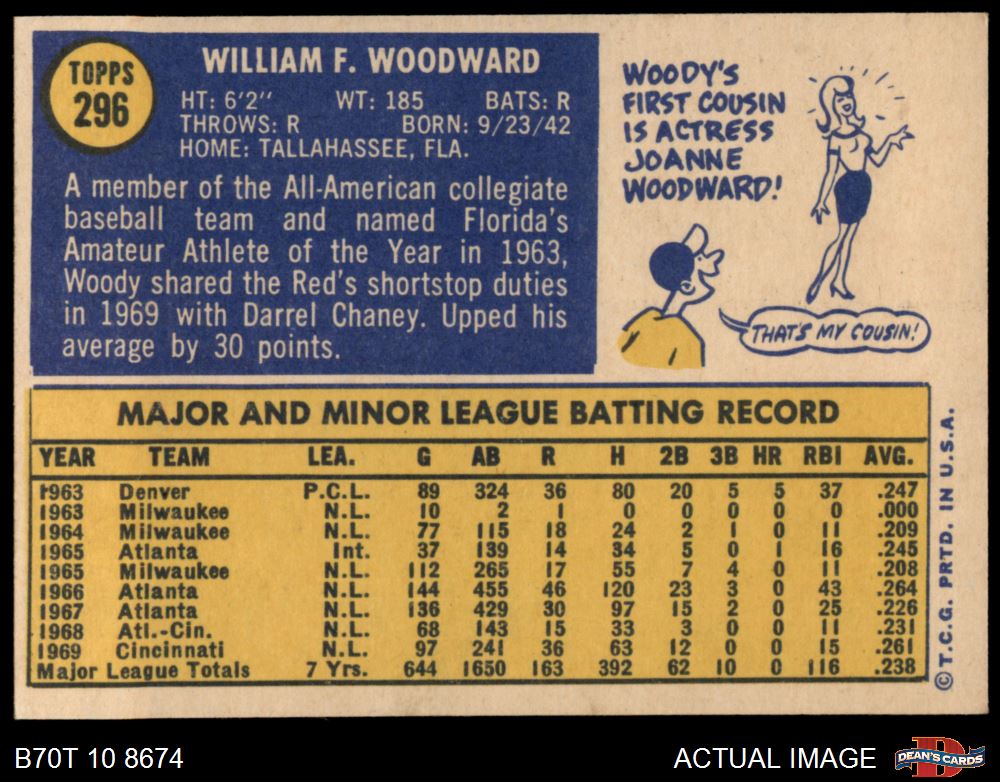 TOPPS
296
WILLIAM F. WOODWARD
HT: 6'2" WT: 185 BATS: R
THROWS: R BORN: 9/23/42
HOME: TALLAHASSEE, FLA.
A member of the All-American collegiate
baseball team and named Florida's
Amateur Athlete of the Year in 1963,
Woody shared the Red's shortstop duties
in 1969 with Darrel Chaney. Upped his
average by 30 points.
WOODY'S
FIRST COUSIN
IS ACTRESS
JOANNE
WOODWARD!
THAT'S MY COUSIN!
MAJOR AND MINOR LEAGUE BATTING RECORD
YEAR TEAM LEA. G AB R H 2B 3B HR RBI AVG.
1963 Denver P.C.L. 89 324 36 80 20 5 5 37 .247
1963 Milwaukee N.L. 10 2 1 0 0 0 0 0 .000
1964 Milwaukee N.L. 77 115 18 24 2 1 0 11 .209
1965 Atlanta Int. 37 139 14 34 5 0 1 16 .245
1965 Milwaukee N.L. 112 265 17 55 7 4 0 11 .208
1966 Atlanta N.L. 144 455 46 120 23 3 0 43 .264
1967 Atlanta N.L. 136 429 30 97 15 2 0 25 .226
1968 Atl.-Cin. N.L. 68 143 15 33 3 0 0 11 .231
1969 Cincinnati N.L. 97 241 36 63 12 0 0 15 .261
Major League Totals 7 Yrs. 644 1650 163 392 62 10 0 116 .238
©T.C.G. PRTD. IN U.S.A.
B70T 10 8674
ACTUAL IMAGE
D
DEAN'S CARDS